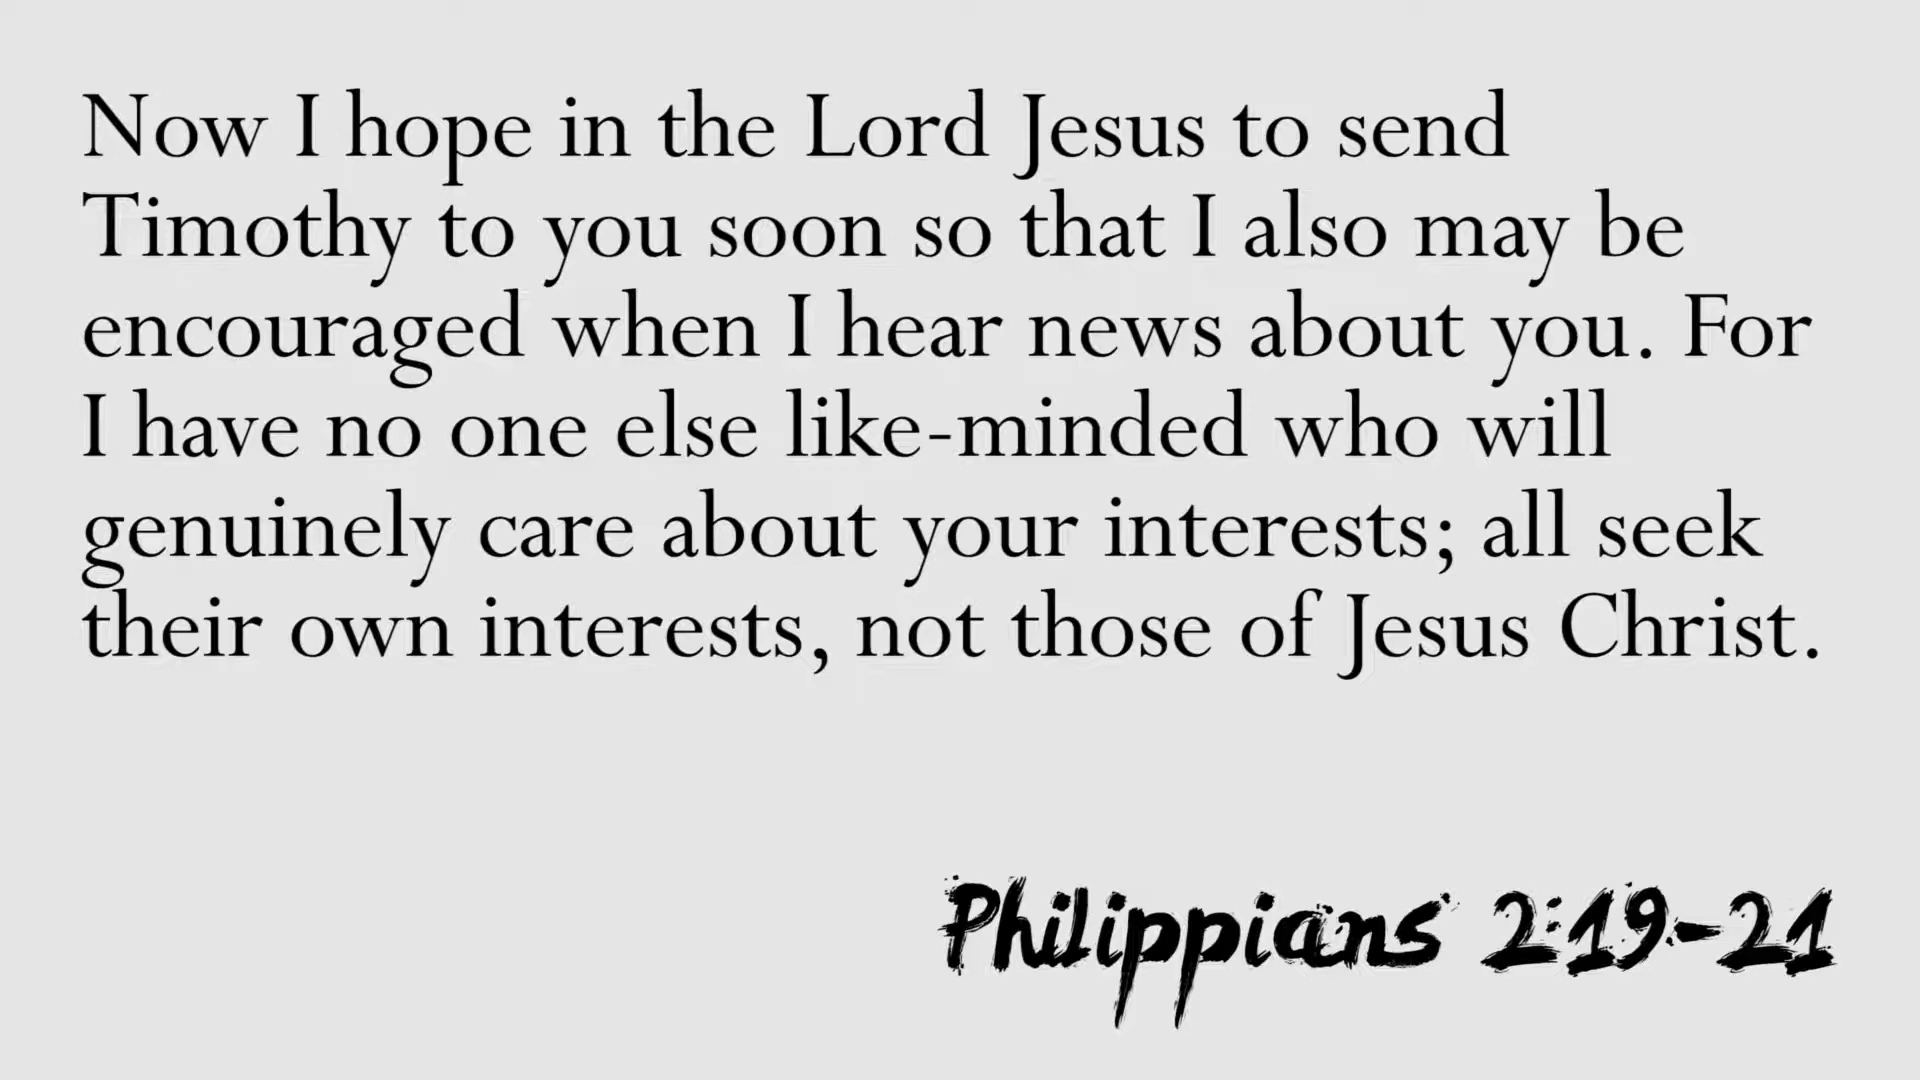 Now I hope in the Lord Jesus to send
Timothy to you soon so that I also may be
encouraged when I hear news about you. For
I have no one else like-minded who will
genuinely care about your interests; all seek
their own interests, not those of Jesus Christ.
Philippians 2:19-21